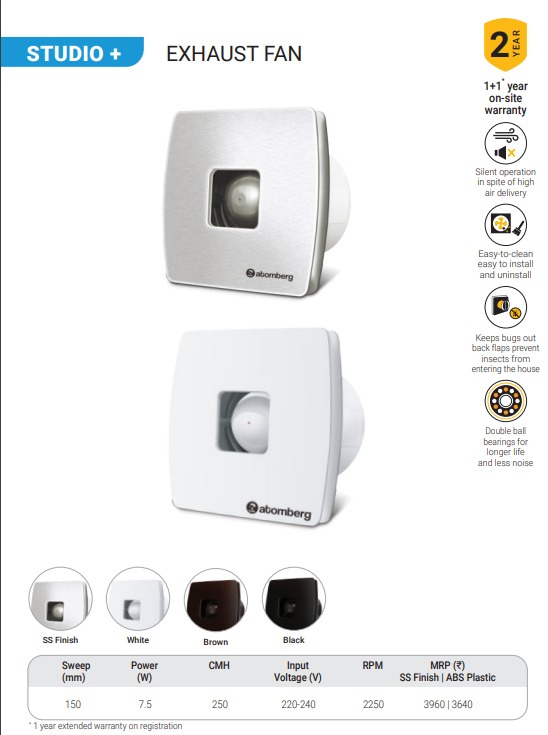 STUDIO +
EXHAUST FAN
2 YEAR
1+1* year
on-site
warranty
Silent operation
in spite of high
air delivery
Easy-to-clean
easy to install
and uninstall
Keeps bugs out
back flaps prevent
insects from
entering the house
Double ball
bearings for
longer life
and less noise
atomberg
atomberg
SS Finish
White
Brown
Black
Sweep
(mm)
Power
(W)
CMH
Input
Voltage (V)
RPM
MRP (₹)
SS Finish | ABS Plastic
150
7.5
250
220-240
2250
3960 | 3640
* 1 year extended warranty on registration